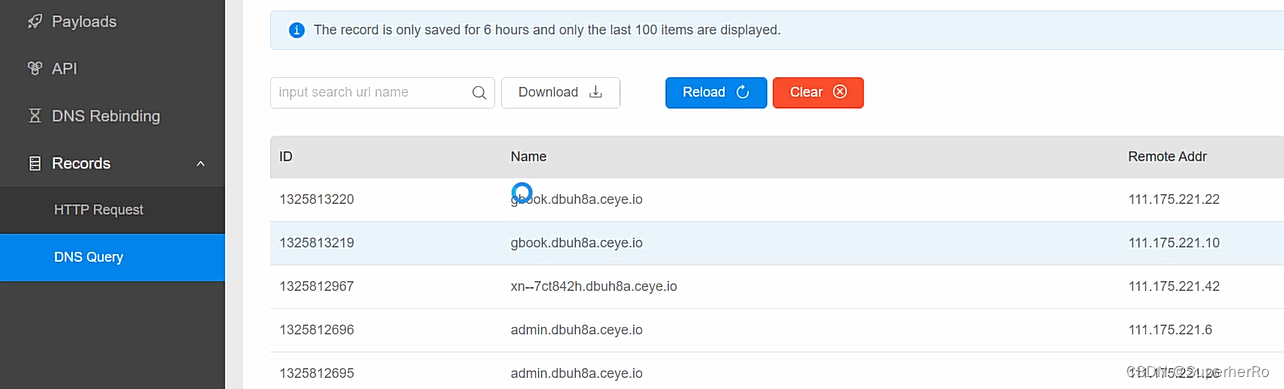 Payloads
API
DNS Rebinding
Records
HTTP Request
DNS Query
The record is only saved for 6 hours and only the last 100 items are displayed.
input search url name
Download
Reload
Clear
ID Name Remote Addr
1325813220 gbook.dbuh8a.ceye.io 111.175.221.22
1325813219 gbook.dbuh8a.ceye.io 111.175.221.10
1325812967 xn--7ct842h.dbuh8a.ceye.io 111.175.221.42
1325812696 admin.dbuh8a.ceye.io 111.175.221.6
1325812695 admin.dbuh8a.ceye.io
CSDN @SuperherRo